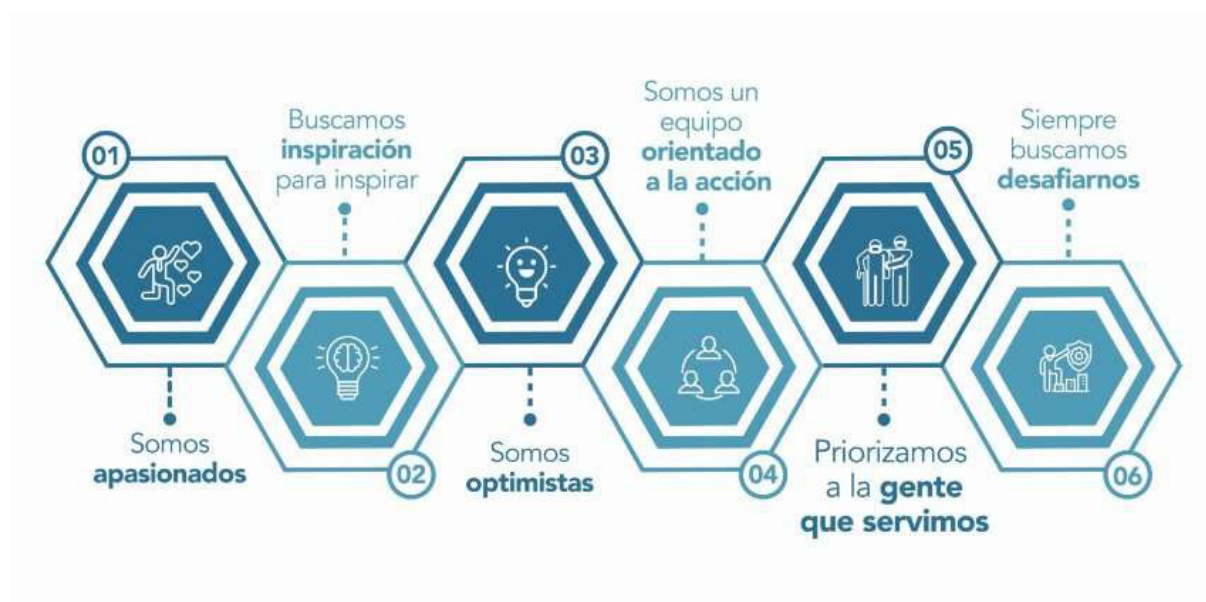 01
Somos
apasionados
Buscamos
inspiración
para inspirar
02
03
Somos
optimistas
Somos un
equipo
orientado
a la acción
04
05
Priorizamos
a la gente
que servimos
Siempre
buscamos
desafiarnos
06